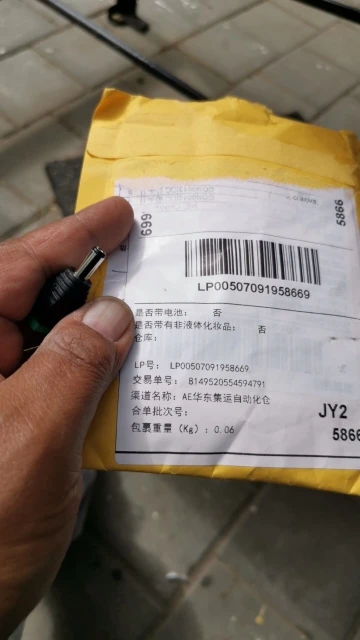 699
5866
LP00507091958669
是否带电池： 否
是否带有非液体化妆品： 否
仓库：
LP号： LP00507091958669
交易单号： B149520554594791
渠道名称：AE华东集运自动化仓
合单批次号：
JY2
包裹重量（Kg）：0.06
5866